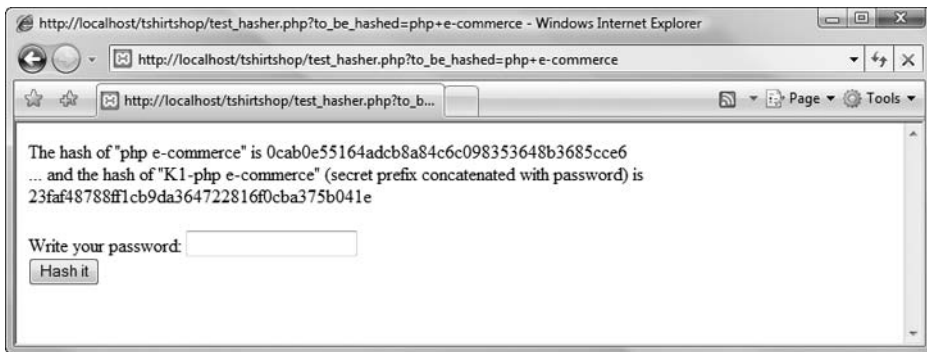 http://localhost/tshirtshop/test_hasher.php?to_be_hashed=php+e-commerce - Windows Internet Explorer
http://localhost/tshirtshop/test_hasher.php?to_be_hashed=php+e-commerce
http://localhost/tshirtshop/test_hasher.php?to_b...
Page
Tools
The hash of "php e-commerce" is 0cab0e55164adcb8a84c6c098353648b3685cce6
... and the hash of "K1-php e-commerce" (secret prefix concatenated with password) is
23faf48788ff1cb9da364722816f0cba375b041e
Write your password:
Hash it